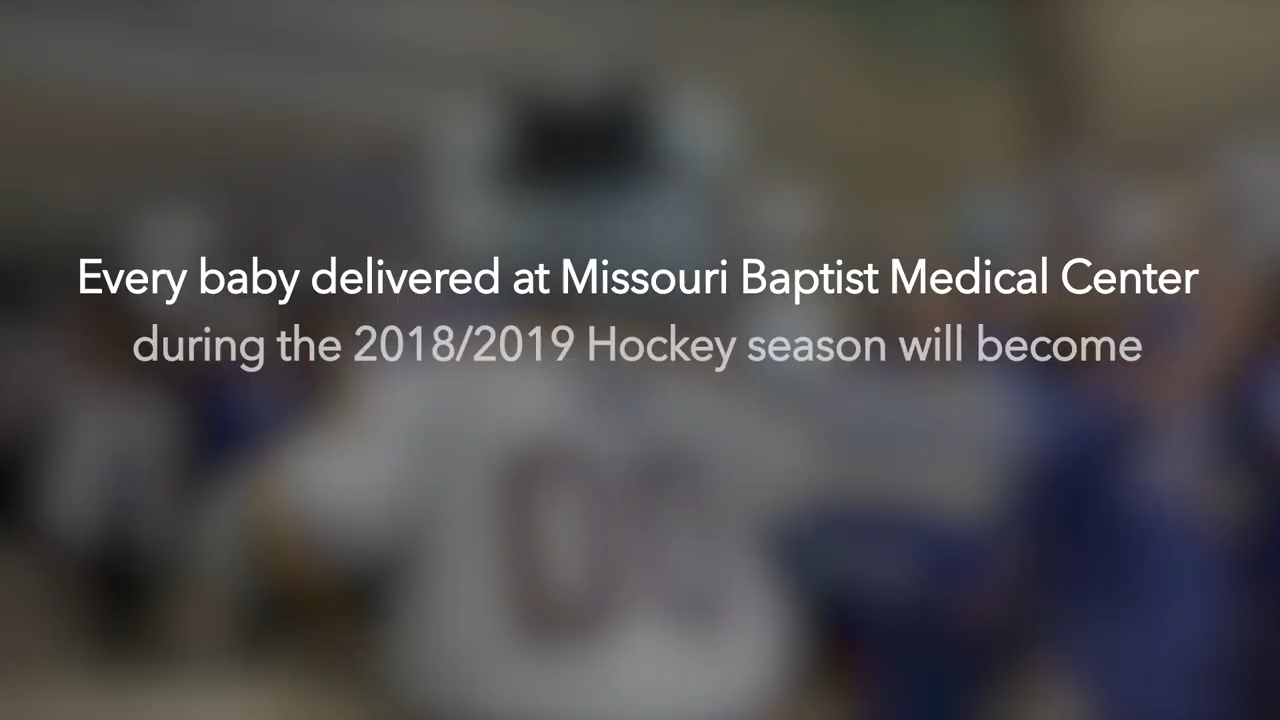 Every baby delivered at Missouri Baptist Medical Center
during the 2018/2019 Hockey season will become